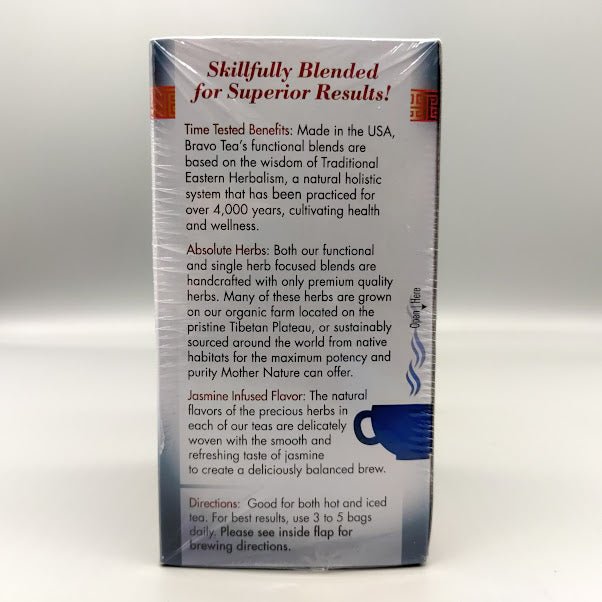 Skillfully Blended
for Superior Results!
Time Tested Benefits: Made in the USA,
Bravo Tea's functional blends are
based on the wisdom of Traditional
Eastern Herbalism, a natural holistic
system that has been practiced for
over 4,000 years, cultivating health
and wellness.
Absolute Herbs: Both our functional
and single herb focused blends are
handcrafted with only premium quality
herbs. Many of these herbs are grown
on our organic farm located on the
pristine Tibetan Plateau, or sustainably
sourced around the world from native
habitats for the maximum potency and
purity Mother Nature can offer.
Open Here
Jasmine Infused Flavor: The natural
flavors of the precious herbs in
each of our teas are delicately
woven with the smooth and
refreshing taste of jasmine
to create a deliciously balanced brew.
Directions: Good for both hot and iced
tea. For best results, use 3 to 5 bags
daily. Please see inside flap for
brewing directions.